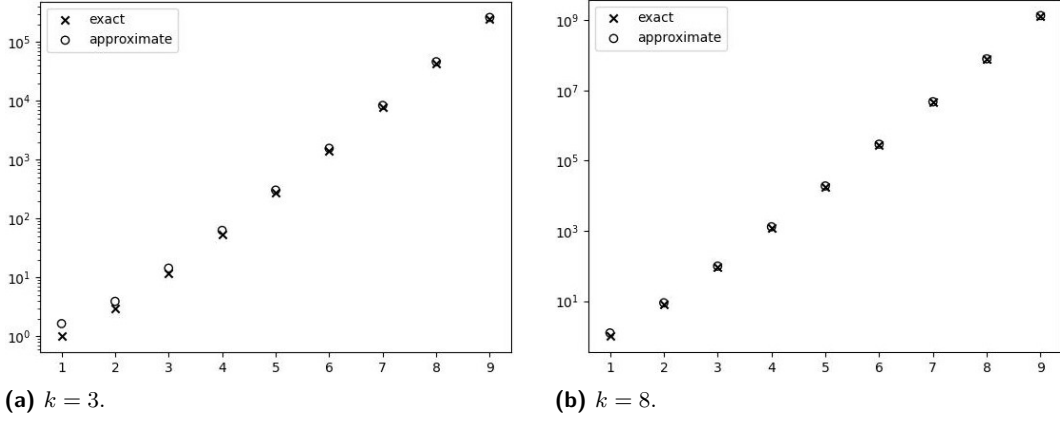 exact
approximate
10^5
10^4
10^3
10^2
10^1
10^0
1 2 3 4 5 6 7 8 9
(a) k = 3.
exact
approximate
10^9
10^7
10^5
10^3
10^1
1 2 3 4 5 6 7 8 9
(b) k = 8.